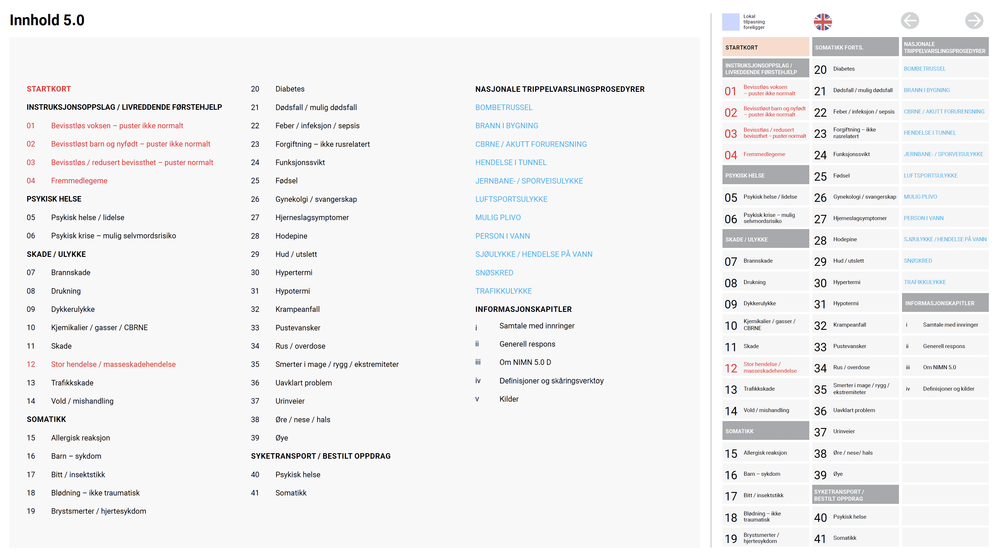 Innhold 5.0
STARTKORT
INSTRUKSJONSOPPSLAG / LIVREDDENDE FØRSTEHJELP
01 Bevisstløs voksen – puster ikke normalt
02 Bevisstløst barn og nyfødt – puster ikke normalt
03 Bevisstløs / redusert bevissthet – puster normalt
04 Fremmedlegeme
PSYKISK HELSE
05 Psykisk helse / lidelse
06 Psykisk krise – mulig selvmordsrisiko
SKADE / ULYKKE
07 Brannskade
08 Drukning
09 Dykkerulykke
10 Kjemikalier / gasser / CBRNE
11 Skade
12 Stor hendelse / masseskadehendelse
13 Trafikkskade
14 Vold / mishandling
SOMATIKK
15 Allergisk reaksjon
16 Barn – sykdom
17 Bitt / insektstikk
18 Blødning – ikke traumatisk
19 Brystsmerter / hjertesykdom
20 Diabetes
21 Dødsfall / mulig dødsfall
22 Feber / infeksjon / sepsis
23 Forgiftning – ikke rusrelatert
24 Funksjonssvikt
25 Fødsel
26 Gynekolgi / svangerskap
27 Hjerneslagsymptomer
28 Hodepine
29 Hud / utslett
30 Hypertermi
31 Hypotermi
32 Krampeanfall
33 Pustevansker
34 Rus / overdose
35 Smerter i mage / rygg / ekstremiteter
36 Uavklart problem
37 Urinveier
38 Øre / nese / hals
39 Øye
SYKETRANSPORT / BESTILT OPPDRAG
40 Psykisk helse
41 Somatikk
NASJONALE TRIPPELVARSLINGSPROSEDYRER
BOMBETRUSSEL
BRANN I BYGNING
CBRNE / AKUTT FORURENSNING
HENDELSE I TUNNEL
JERNBANE- / SPORVEISULYKKE
LUFTSPORTSULYKKE
MULIG PLIVO
PERSON I VANN
SJØULYKKE / HENDELSE PÅ VANN
SNØSKRED
TRAFIKKULYKKE
INFORMASJONSKAPITLER
i Samtale med innringer
ii Generell respons
iii Om NIMN 5.0 D
iv Definisjoner og skåringsverktøy
v Kilder
Lokal
tilpasning
foreligger
STARTKORT
INSTRUKSJONSOPPSLAG /
LIVREDDENDE FØRSTEHJELP
01 Bevisstløs voksen
– puster ikke normalt
02 Bevisstløst barn og nyfødt
– puster ikke normalt
03 Bevisstløs / redusert
bevissthet – puster normalt
04 Fremmedlegeme
PSYKISK HELSE
05 Psykisk helse / lidelse
06 Psykisk krise – mulig
selvmordsrisiko
SKADE / ULYKKE
07 Brannskade
08 Drukning
09 Dykkerulykke
10 Kjemikalier / gasser /
CBRNE
11 Skade
12 Stor hendelse /
masseskadehendelse
13 Trafikkskade
14 Vold / mishandling
SOMATIKK
15 Allergisk reaksjon
16 Barn – sykdom
17 Bitt / insektstikk
18 Blødning – ikke
traumatisk
19 Brystsmerter /
hjertesykdom
SOMATIKK FORTS.
20 Diabetes
21 Dødsfall / mulig dødsfall
22 Feber / infeksjon / sepsis
23 Forgiftning – ikke
rusrelatert
24 Funksjonssvikt
25 Fødsel
26 Gynekologi / svangerskap
27 Hjerneslagsymptomer
28 Hodepine
29 Hud / utslett
30 Hypertermi
31 Hypotermi
32 Krampeanfall
33 Pustevansker
34 Rus / overdose
35 Smerter i mage / rygg /
ekstremiteter
36 Uavklart problem
37 Urinveier
38 Øre / nese/ hals
39 Øye
SYKETRANSPORT /
BESTILT OPPDRAG
40 Psykisk helse
41 Somatikk
NASJONALE
TRIPPELVARSLINGSPROSEDYRER
BOMBETRUSSEL
BRANN I BYGNING
CBRNE / AKUTT FORURENSNING
HENDELSE I TUNNEL
JERNBANE- / SPORVEISULYKKE
LUFTSPORTSULYKKE
MULIG PLIVO
PERSON I VANN
SJØULYKKE / HENDELSE PÅ VANN
SNØSKRED
TRAFIKKULYKKE
INFORMASJONSKAPITLER
i Samtale med innringer
ii Generell respons
iii Om NIMN 5.0
iv Definisjoner og kilder